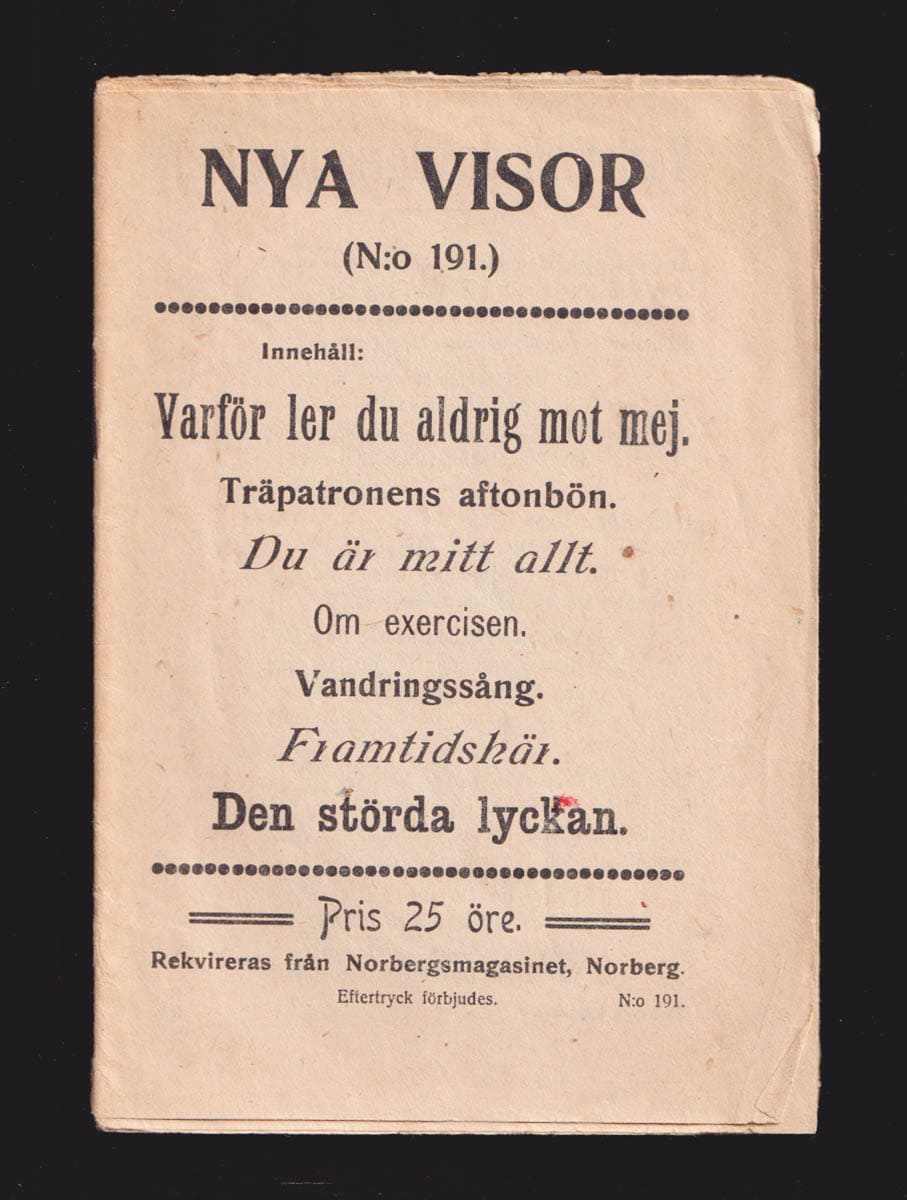 NYA VISOR
(N:o 191.)
Innehåll:
Varför ler du aldrig mot mej.
Träpatronens aftonbön.
Du är mitt allt.
Om exercisen.
Vandringssång.
Framtidshär.
Den störda lyckan.
Pris 25 öre.
Rekvireras från Norbergsmagasinet, Norberg.
Eftertryck förbjudes. N:o 191.